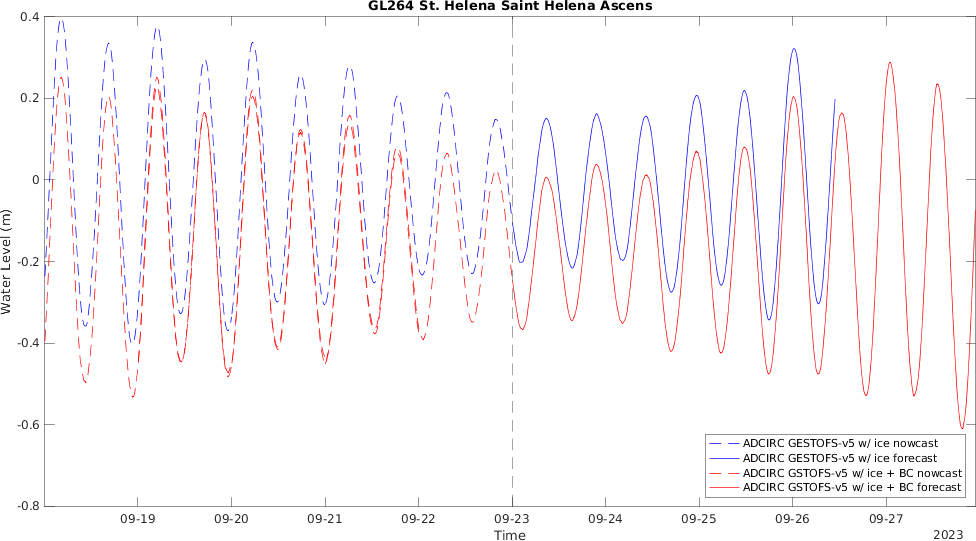 GL264 St. Helena Saint Helena Ascens
0.4
0.2
0
-0.2
-0.4
-0.6
-0.8
Water Level (m)
09-19 09-20 09-21 09-22 09-23 09-24 09-25 09-26 09-27
Time
2023
ADCIRC GESTOFS-v5 w/ ice nowcast
ADCIRC GESTOFS-v5 w/ ice forecast
ADCIRC GSTOFS-v5 w/ ice + BC nowcast
ADCIRC GSTOFS-v5 w/ ice + BC forecast